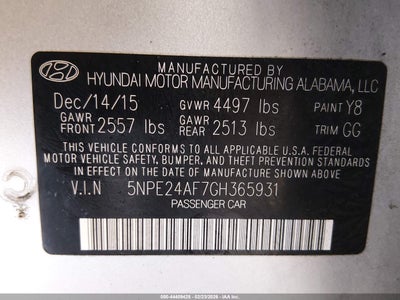 MANUFACTURED BY
HYUNDAI MOTOR MANUFACTURING ALABAMA, LLC
Dec/14/15 GVWR 4497 lbs PAINT Y8
GAWR FRONT 2557 lbs GAWR REAR 2513 lbs TRIM GG
THIS VEHICLE CONFORMS TO ALL APPLICABLE U.S.A. FEDERAL
MOTOR VEHICLE SAFETY, BUMPER, AND THEFT PREVENTION
STANDARDS IN EFFECT ON THE DATE OF MANUFACTURE SHOWN ABOVE.
V.I.N 5NPE24AF7GH365931
PASSENGER CAR